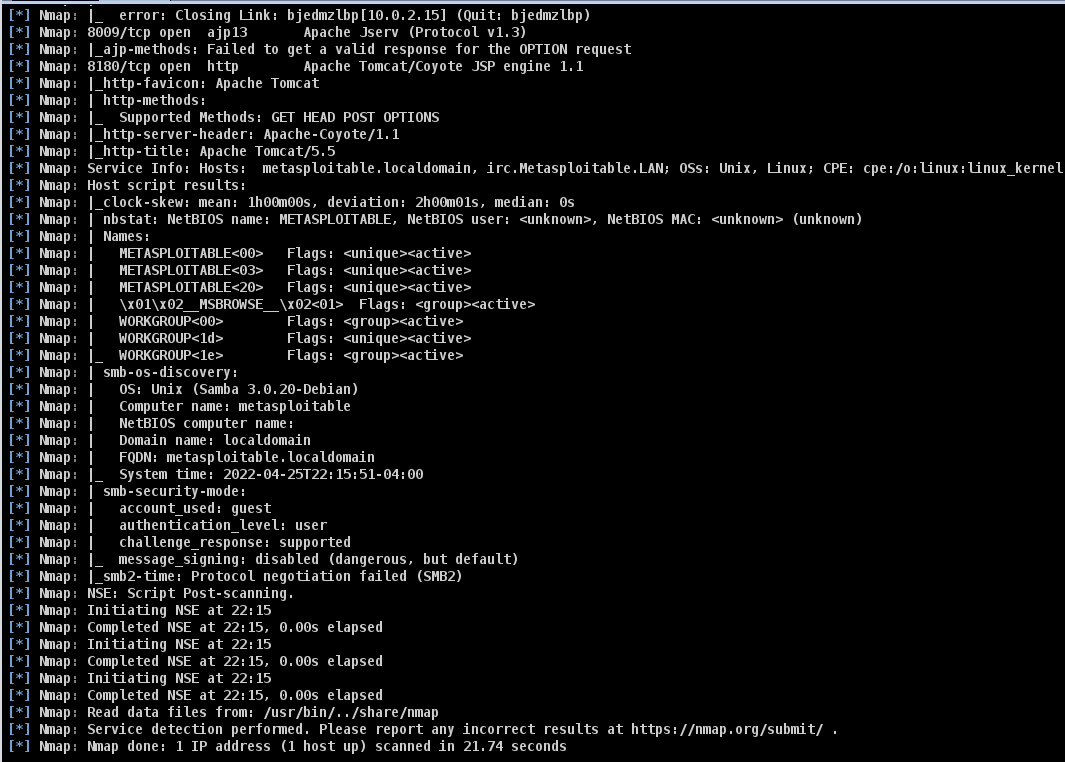 [*] Nmap: |_  error: Closing Link: bjedmzlbp[10.0.2.15] (Quit: bjedmzlbp)
[*] Nmap: 8009/tcp open  ajp13       Apache Jserv (Protocol v1.3)
[*] Nmap: |_ajp-methods: Failed to get a valid response for the OPTION request
[*] Nmap: 8180/tcp open  http        Apache Tomcat/Coyote JSP engine 1.1
[*] Nmap: |_http-favicon: Apache Tomcat
[*] Nmap: | http-methods:
[*] Nmap: |_  Supported Methods: GET HEAD POST OPTIONS
[*] Nmap: |_http-server-header: Apache-Coyote/1.1
[*] Nmap: |_http-title: Apache Tomcat/5.5
[*] Nmap: Service Info: Hosts:  metasploitable.localdomain, irc.Metasploitable.LAN; OSs: Unix, Linux; CPE: cpe:/o:linux:linux_kernel
[*] Nmap: Host script results:
[*] Nmap: |_clock-skew: mean: 1h00m00s, deviation: 2h00m01s, median: 0s
[*] Nmap: | nbstat: NetBIOS name: METASPLOITABLE, NetBIOS user: <unknown>, NetBIOS MAC: <unknown> (unknown)
[*] Nmap: | Names:
[*] Nmap: |   METASPLOITABLE<00>   Flags: <unique><active>
[*] Nmap: |   METASPLOITABLE<03>   Flags: <unique><active>
[*] Nmap: |   METASPLOITABLE<20>   Flags: <unique><active>
[*] Nmap: |   \x01\x02__MSBROWSE__\x02<01>  Flags: <group><active>
[*] Nmap: |   WORKGROUP<00>        Flags: <group><active>
[*] Nmap: |   WORKGROUP<1d>        Flags: <unique><active>
[*] Nmap: |_  WORKGROUP<1e>        Flags: <group><active>
[*] Nmap: | smb-os-discovery:
[*] Nmap: |   OS: Unix (Samba 3.0.20-Debian)
[*] Nmap: |   Computer name: metasploitable
[*] Nmap: |   NetBIOS computer name:
[*] Nmap: |   Domain name: localdomain
[*] Nmap: |   FQDN: metasploitable.localdomain
[*] Nmap: |_  System time: 2022-04-25T22:15:51-04:00
[*] Nmap: | smb-security-mode:
[*] Nmap: |   account_used: guest
[*] Nmap: |   authentication_level: user
[*] Nmap: |   challenge_response: supported
[*] Nmap: |_  message_signing: disabled (dangerous, but default)
[*] Nmap: |_smb2-time: Protocol negotiation failed (SMB2)
[*] Nmap: NSE: Script Post-scanning.
[*] Nmap: Initiating NSE at 22:15
[*] Nmap: Completed NSE at 22:15, 0.00s elapsed
[*] Nmap: Initiating NSE at 22:15
[*] Nmap: Completed NSE at 22:15, 0.00s elapsed
[*] Nmap: Initiating NSE at 22:15
[*] Nmap: Completed NSE at 22:15, 0.00s elapsed
[*] Nmap: Read data files from: /usr/bin/../share/nmap
[*] Nmap: Service detection performed. Please report any incorrect results at https://nmap.org/submit/ .
[*] Nmap: Nmap done: 1 IP address (1 host up) scanned in 21.74 seconds